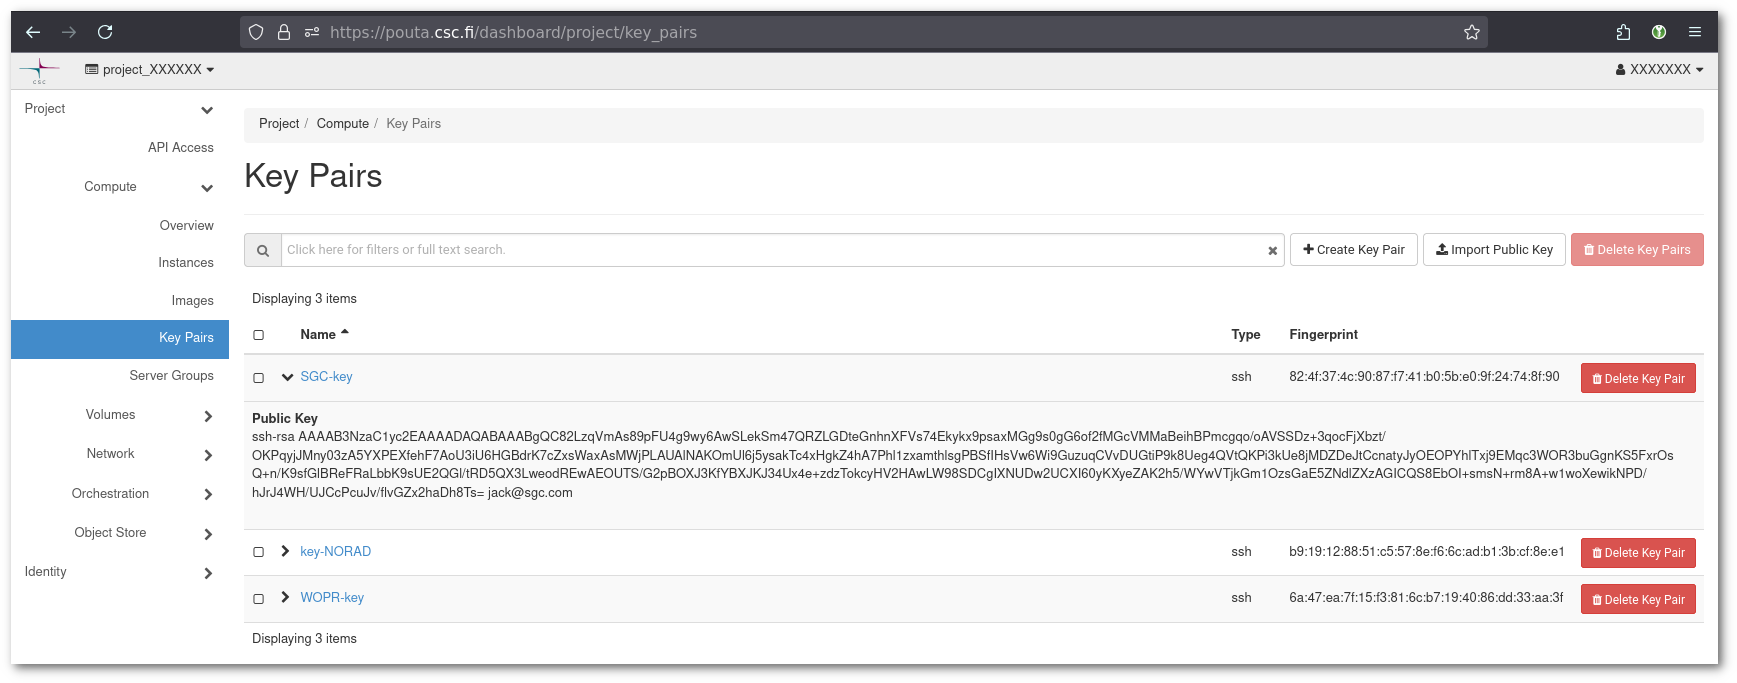 https://pouta.csc.fi/dashboard/project/key_pairs
CSC
project_XXXXXX
XXXXXXX
Project
API Access
Compute
Overview
Instances
Images
Key Pairs
Server Groups
Volumes
Network
Orchestration
Object Store
Identity
Project / Compute / Key Pairs
Key Pairs
Click here for filters or full text search.
Create Key Pair
Import Public Key
Delete Key Pairs
Displaying 3 items
Name Type Fingerprint
SGC-key ssh 82:4f:37:4c:90:87:f7:41:b0:5b:e0:9f:24:74:8f:90 Delete Key Pair
Public Key
ssh-rsa AAAAB3NzaC1yc2EAAAADAQABAAABgQC82LzqVmAs89pFU4g9wy6AwSLekSm47QRZLGDteGnhnXFVs74Ekykx9psaxMGg9s0gG6of2fMGcVMMaBeihBPmcgqo/oAVSSDz+3qocFjXbzt/
OKPqyjJMny03zA5YXPEXfehF7AoU3iU6HGBdrK7cZxsWaxAsMWjPLAUAlNAKOmUl6j5ysakTc4xHgkZ4hA7Phl1zxamthlsgPBSflHsVw6Wi9GuzuqCVvDUGtiP9k8Ueg4QVtQKPi3kUe8jMDZDeJtCcnatyJyOEOPYhlTxj9EMqc3WOR3buGgnKS5FxrOs
Q+n/K9sfGlBReFRaLbbK9sUE2QGl/tRD5QX3LweodREwAEOUTS/G2pBOXJ3KfYBXJKJ34Ux4e+zdzTokcyHV2HAwLW98SDCgIXNUDw2UCXI60yKXyeZAK2h5/WYwVTjkGm1OzsGaE5ZNdlZXzAGICQS8EbOl+smsN+rm8A+w1woXewikNPD/
hJrJ4WH/UJCcPcuJv/flvGZx2haDh8Ts= jack@sgc.com
key-NORAD ssh b9:19:12:88:51:c5:57:8e:f6:6c:ad:b1:3b:cf:8e:e1 Delete Key Pair
WOPR-key ssh 6a:47:ea:7f:15:f3:81:6c:b7:19:40:86:dd:33:aa:3f Delete Key Pair
Displaying 3 items